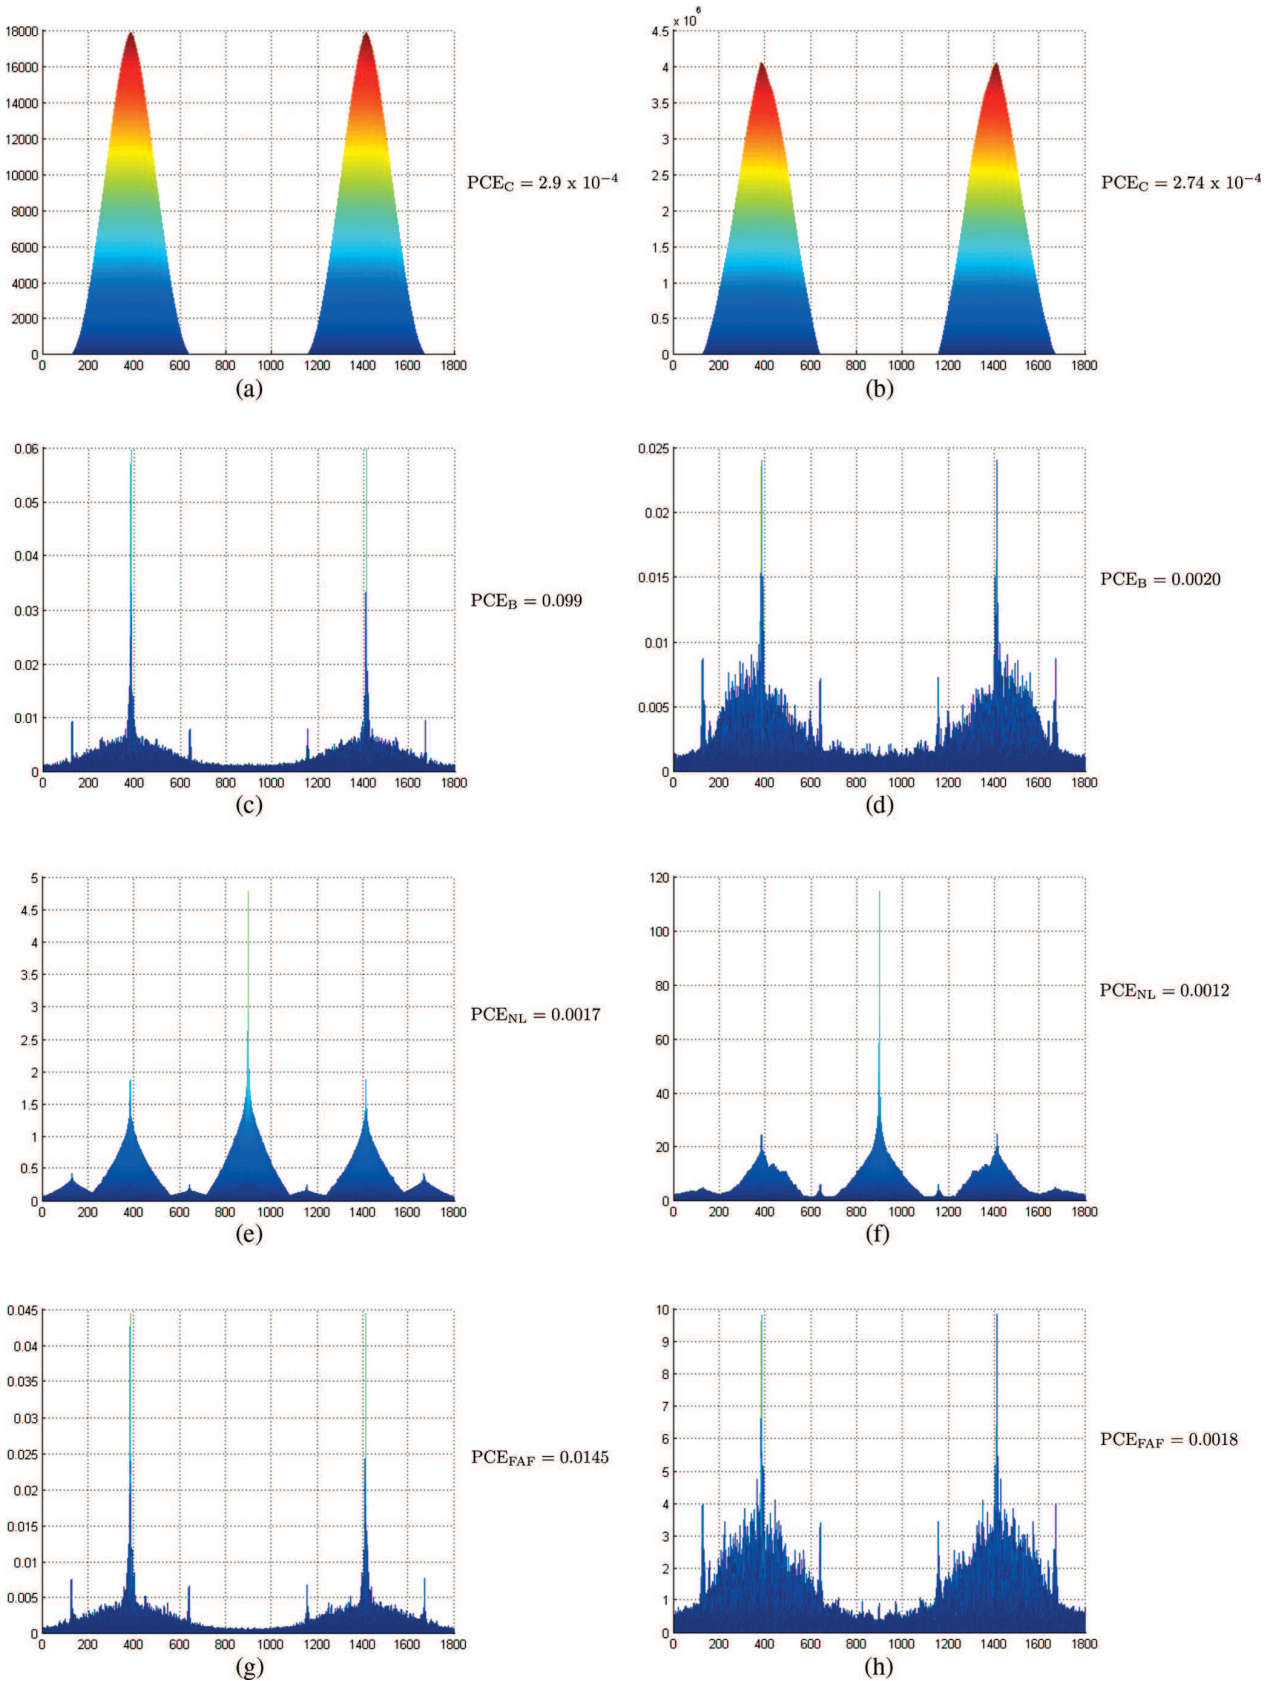 18000
16000
14000
12000
10000
8000
6000
4000
2000
0
0 200 400 600 800 1000 1200 1400 1600 1800
PCE_C = 2.9 x 10^−4
(a)
x 10^6
4.5
4
3.5
3
2.5
2
1.5
1
0.5
0
0 200 400 600 800 1000 1200 1400 1600 1800
PCE_C = 2.74 x 10^−4
(b)
0.06
0.05
0.04
0.03
0.02
0.01
0
0 200 400 600 800 1000 1200 1400 1600 1800
PCE_B = 0.099
(c)
0.025
0.02
0.015
0.01
0.005
0
0 200 400 600 800 1000 1200 1400 1600 1800
PCE_B = 0.0020
(d)
5
4.5
4
3.5
3
2.5
2
1.5
1
0.5
0
0 200 400 600 800 1000 1200 1400 1600 1800
PCE_NL = 0.0017
(e)
120
100
80
60
40
20
0
0 200 400 600 800 1000 1200 1400 1600 1800
PCE_NL = 0.0012
(f)
0.045
0.04
0.035
0.03
0.025
0.02
0.015
0.01
0.005
0
0 200 400 600 800 1000 1200 1400 1600 1800
PCE_FAF = 0.0145
(g)
10
9
8
7
6
5
4
3
2
1
0
0 200 400 600 800 1000 1200 1400 1600 1800
PCE_FAF = 0.0018
(h)